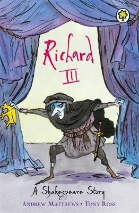 Richard
III
A Shakespeare Story
ANDREW MATTHEWS • TONY ROSS